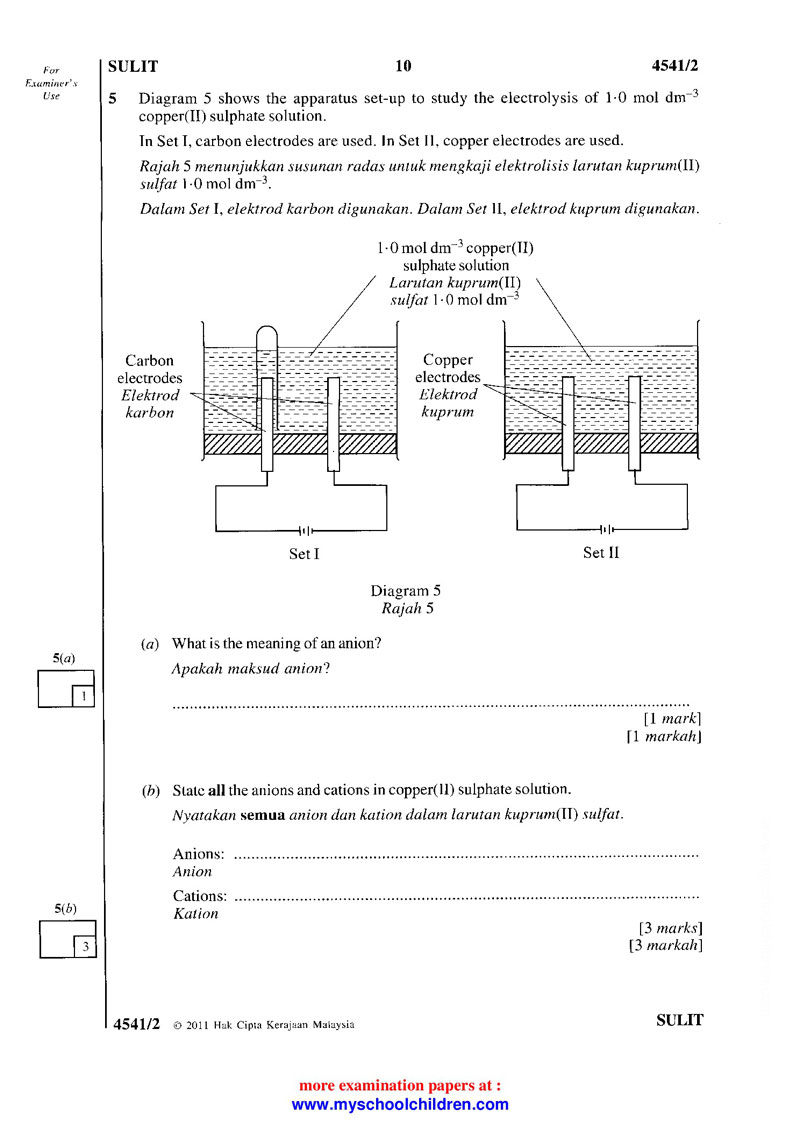 For
Examiner's
Use
SULIT 10 4541/2
5 Diagram 5 shows the apparatus set-up to study the electrolysis of 1·0 mol dm⁻³
copper(II) sulphate solution.
In Set I, carbon electrodes are used. In Set II, copper electrodes are used.
Rajah 5 menunjukkan susunan radas untuk mengkaji elektrolisis larutan kuprum(II)
sulfat 1·0 mol dm⁻³.
Dalam Set I, elektrod karbon digunakan. Dalam Set II, elektrod kuprum digunakan.
1·0 mol dm⁻³ copper(II)
sulphate solution
Larutan kuprum(II)
sulfat 1·0 mol dm⁻³
Carbon
electrodes
Elektrod
karbon
Copper
electrodes
Elektrod
kuprum
Set I
Set II
Diagram 5
Rajah 5
(a) What is the meaning of an anion?
Apakah maksud anion?
5(a)
1
[1 mark]
[1 markah]
(b) State all the anions and cations in copper(II) sulphate solution.
Nyatakan semua anion dan kation dalam larutan kuprum(II) sulfat.
Anions: ..........
Anion
Cations: ..........
Kation
5(b)
3
[3 marks]
[3 markah]
4541/2 © 2011 Hak Cipta Kerajaan Malaysia SULIT
more examination papers at :
www.myschoolchildren.com